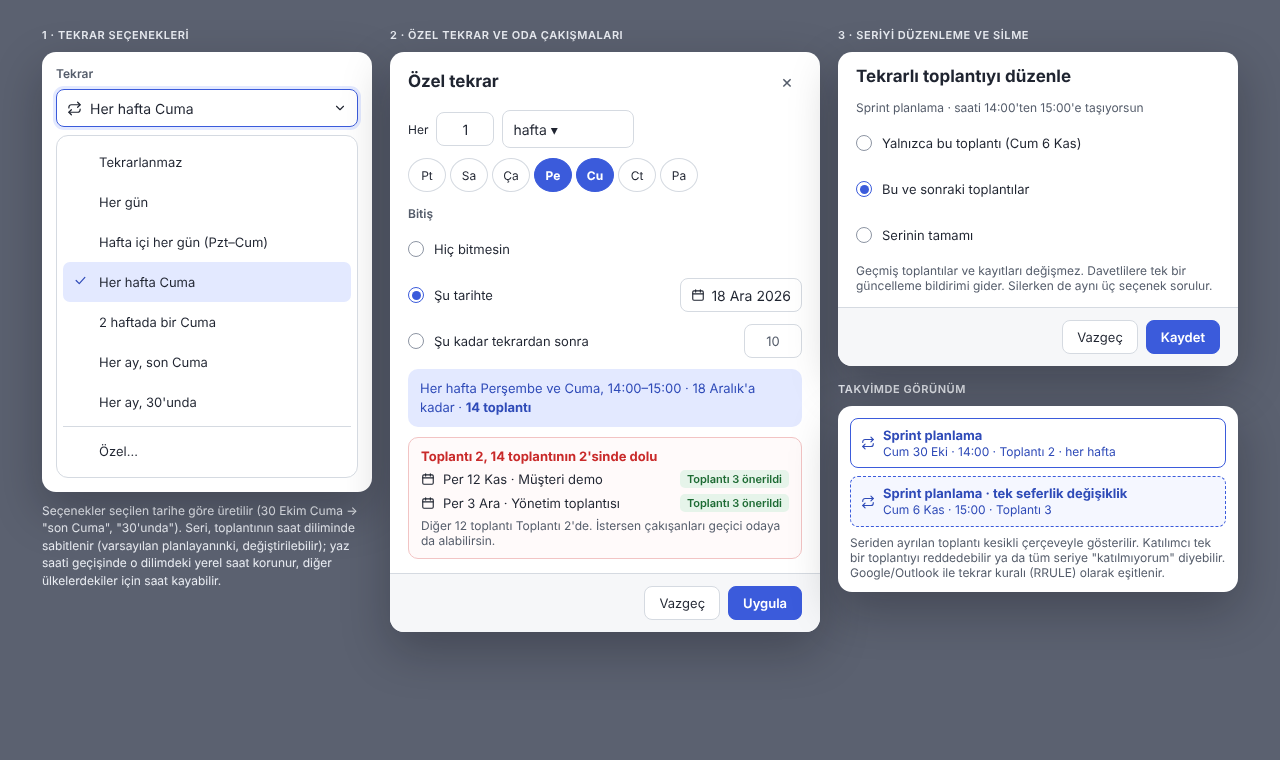 1 · TEKRAR SEÇENEKLERİ
Tekrar
Her hafta Cuma
Tekrarlanmaz
Her gün
Hafta içi her gün (Pzt–Cum)
Her hafta Cuma
2 haftada bir Cuma
Her ay, son Cuma
Her ay, 30'unda
Özel...
Seçenekler seçilen tarihe göre üretilir (30 Ekim Cuma →
"son Cuma", "30'unda"). Seri, toplantının saat diliminde
sabitlenir (varsayılan planlayanınki, değiştirilebilir); yaz
saati geçişinde o dilimdeki yerel saat korunur, diğer
ülkelerdekiler için saat kayabilir.
2 · ÖZEL TEKRAR VE ODA ÇAKIŞMALARI
Özel tekrar
×
Her 1 hafta ▾
Pt Sa Ça Pe Cu Ct Pa
Bitiş
Hiç bitmesin
Şu tarihte 18 Ara 2026
Şu kadar tekrardan sonra 10
Her hafta Perşembe ve Cuma, 14:00–15:00 · 18 Aralık'a
kadar · 14 toplantı
Toplantı 2, 14 toplantının 2'sinde dolu
Per 12 Kas · Müşteri demo Toplantı 3 önerildi
Per 3 Ara · Yönetim toplantısı Toplantı 3 önerildi
Diğer 12 toplantı Toplantı 2'de. İstersen çakışanları geçici odaya
da alabilirsin.
Vazgeç Uygula
3 · SERİYİ DÜZENLEME VE SİLME
Tekrarlı toplantıyı düzenle
Sprint planlama · saati 14:00'ten 15:00'e taşıyorsun
Yalnızca bu toplantı (Cum 6 Kas)
Bu ve sonraki toplantılar
Serinin tamamı
Geçmiş toplantılar ve kayıtları değişmez. Davetlilere tek bir
güncelleme bildirimi gider. Silerken de aynı üç seçenek sorulur.
Vazgeç Kaydet
TAKVİMDE GÖRÜNÜM
Sprint planlama
Cum 30 Eki · 14:00 · Toplantı 2 · her hafta
Sprint planlama · tek seferlik değişiklik
Cum 6 Kas · 15:00 · Toplantı 3
Seriden ayrılan toplantı kesikli çerçeveyle gösterilir. Katılımcı tek
bir toplantıyı reddedebilir ya da tüm seriye "katılmıyorum" diyebilir.
Google/Outlook ile tekrar kuralı (RRULE) olarak eşitlenir.